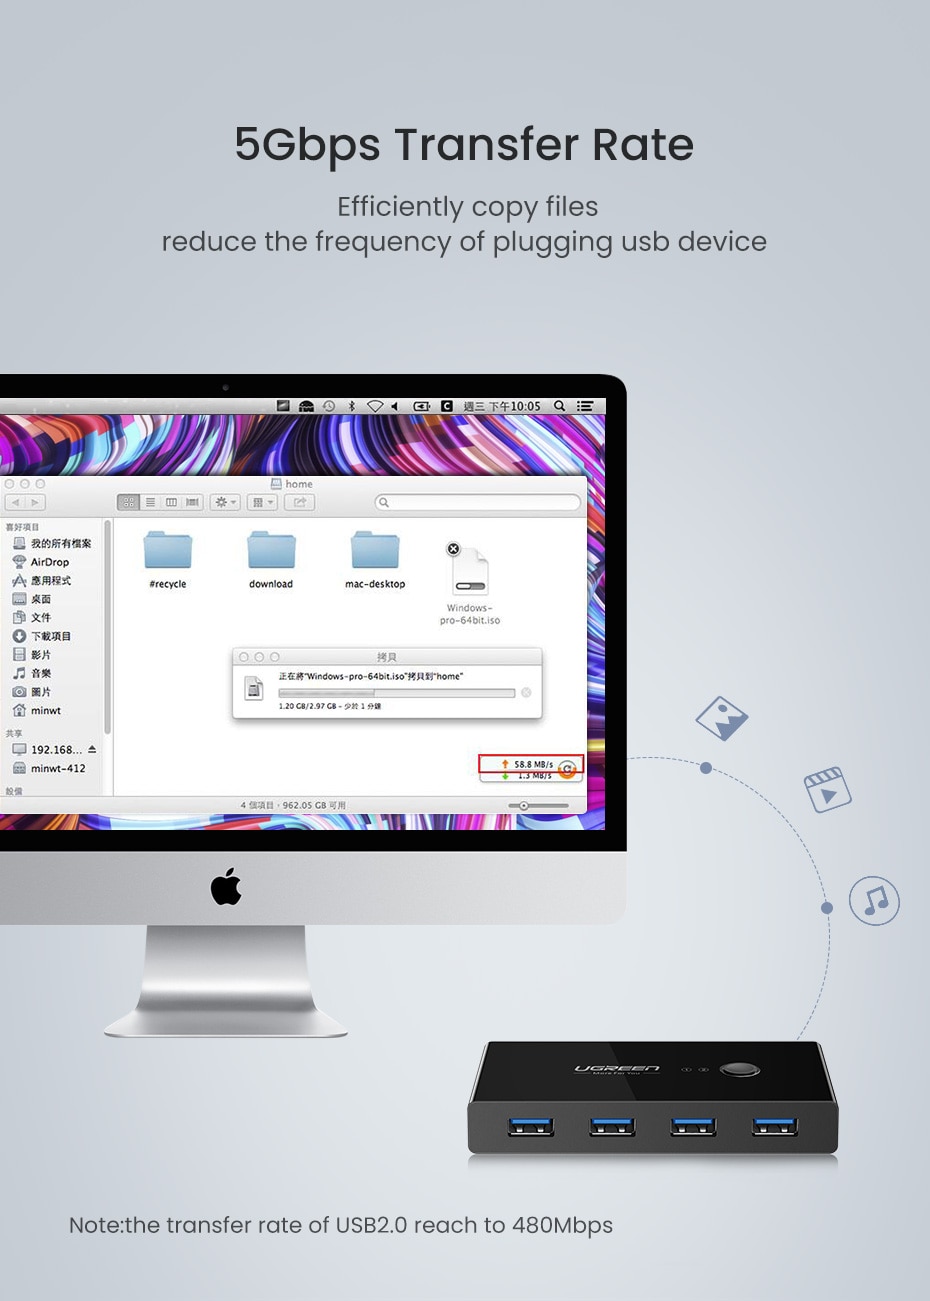 5Gbps Transfer Rate
Efficiently copy files
reduce the frequency of plugging usb device
週三 下午10:05
home
喜好項目
我的所有檔案
AirDrop
應用程式
桌面
文件
下載項目
影片
音樂
圖片
minwt
共享
192.168...
minwt-412
設備
#recycle
download
mac-desktop
Windows-
pro-64bit.iso
拷貝
正在將“Windows-pro-64bit.iso”拷貝到“home”
1.20 GB/2.97 GB - 少於 1 分鐘
58.8 MB/s
1.3 MB/s
4 個項目，962.05 GB 可用
UGREEN
More For You
Note:the transfer rate of USB2.0 reach to 480Mbps